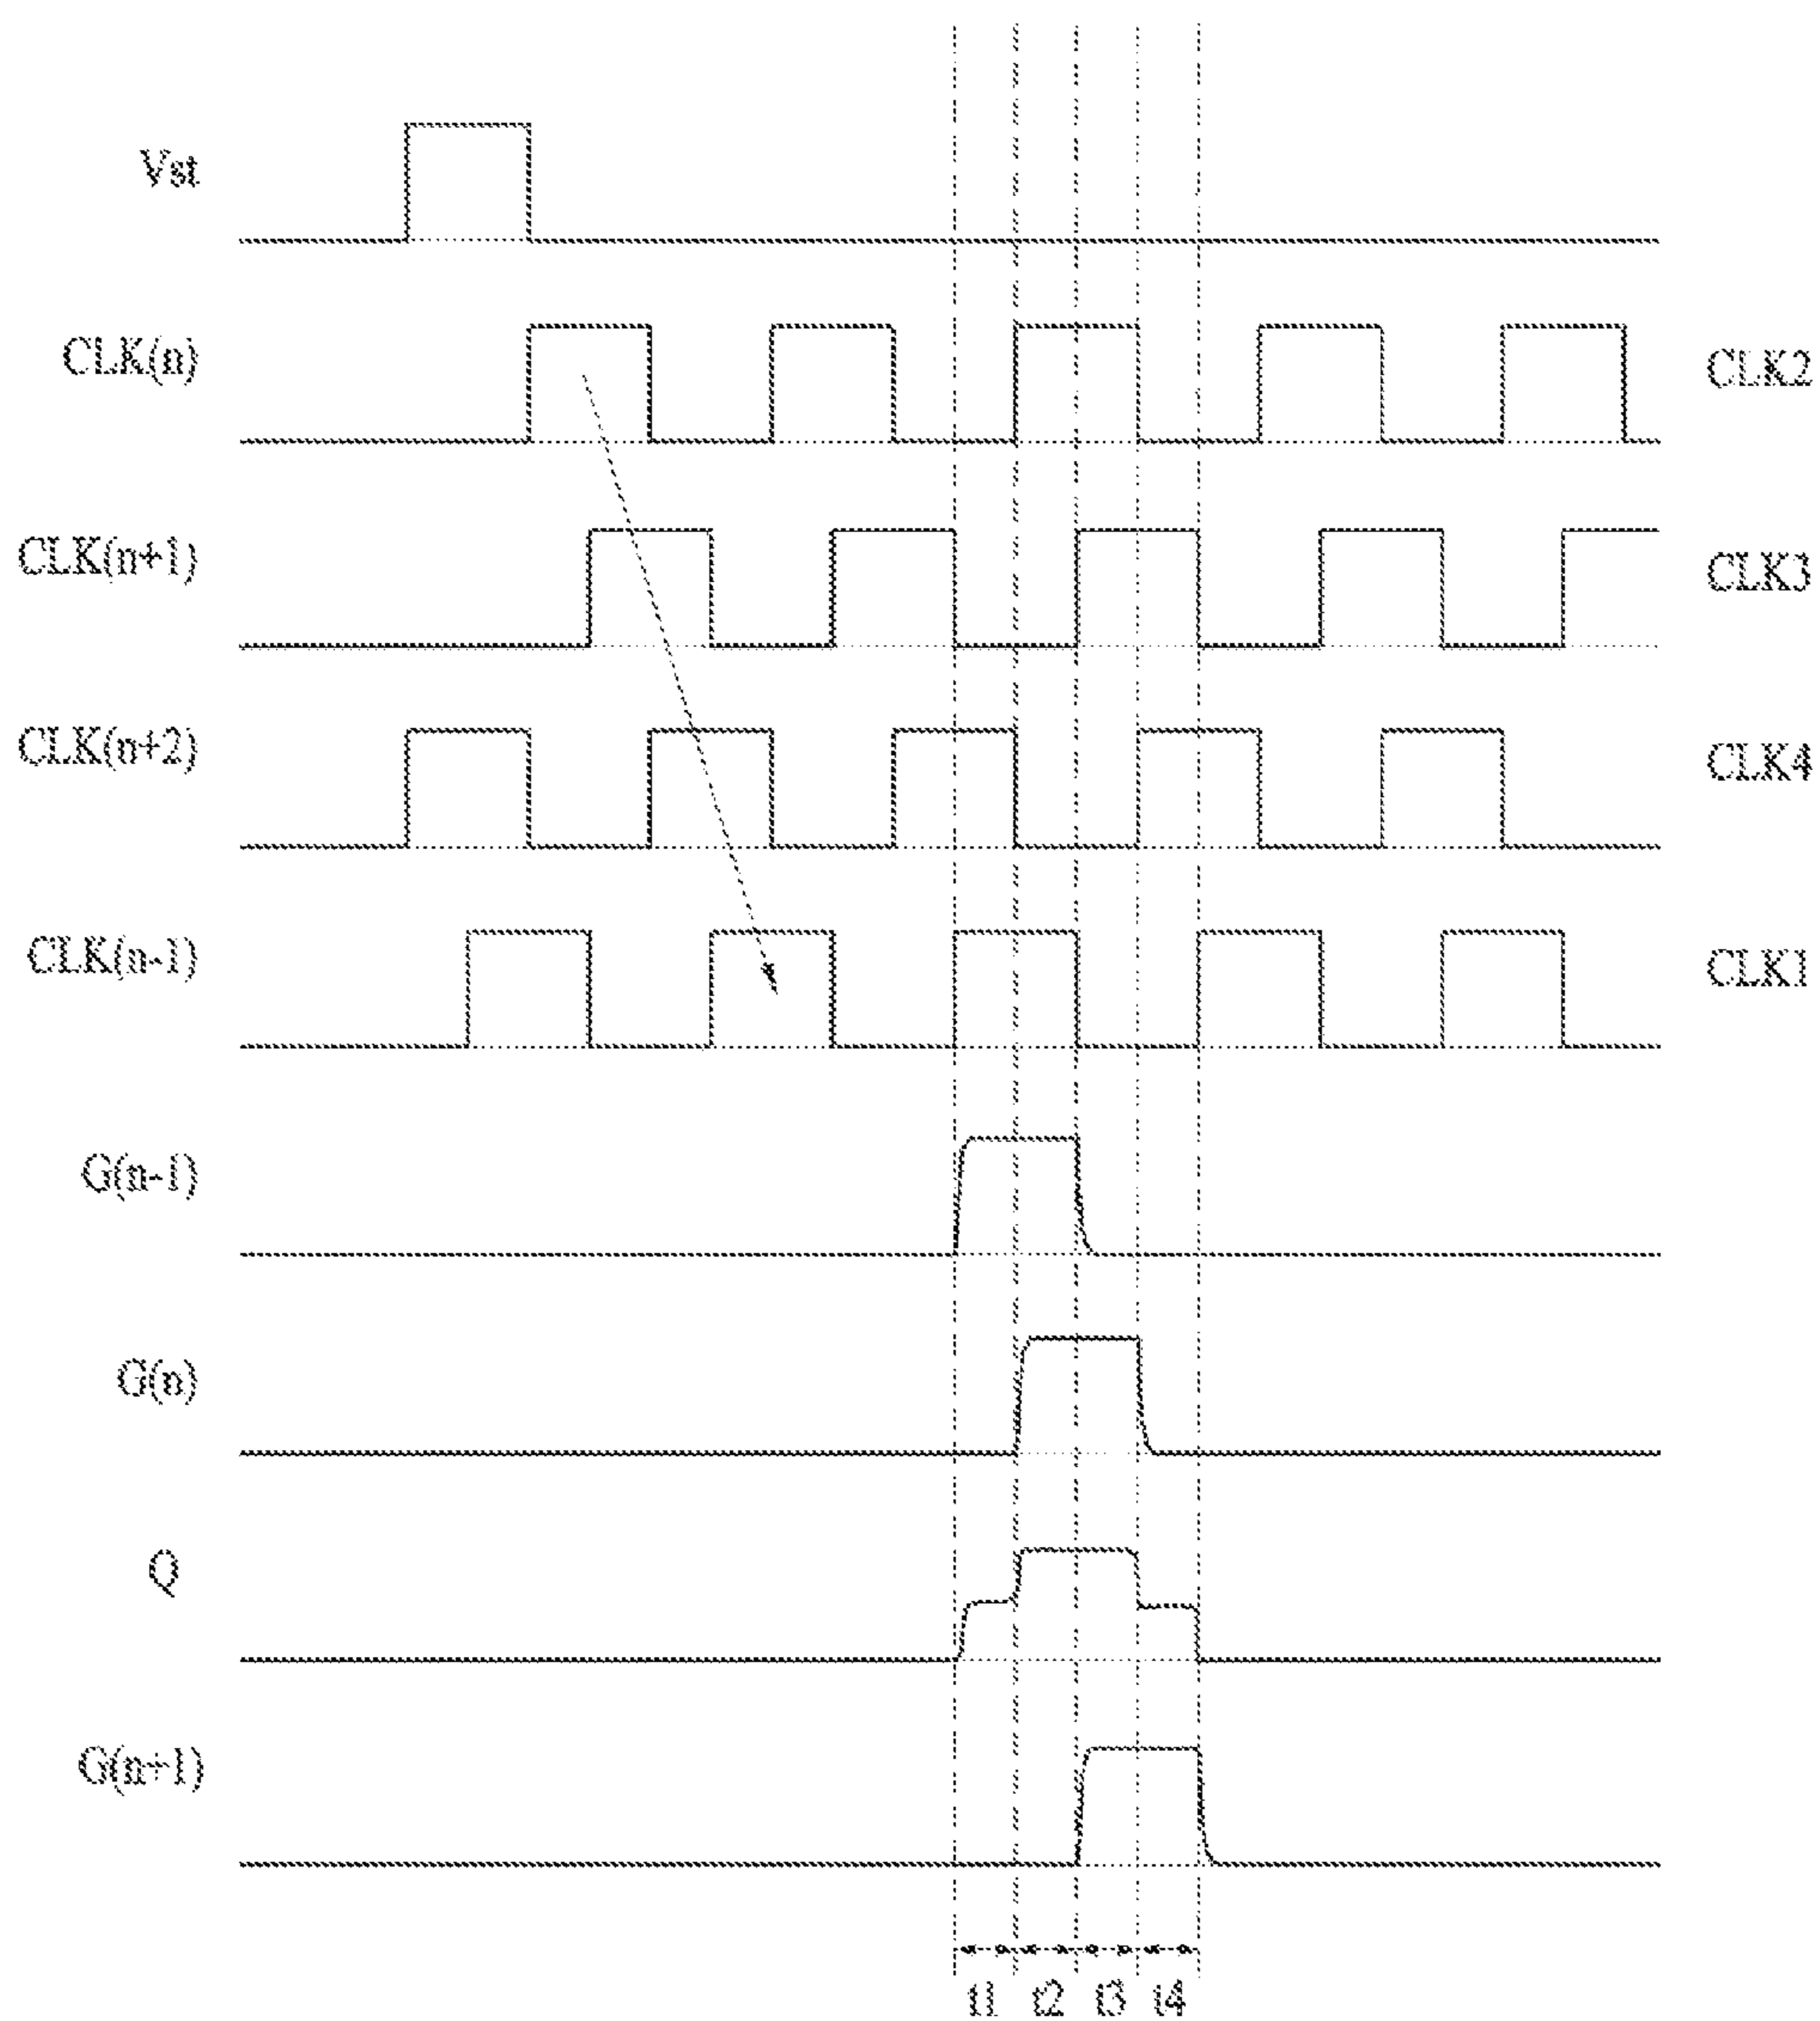 Vst
CLK(n) CLK2
CLK(n+1) CLK3
CLK(n+2) CLK4
CLK(n-1) CLK1
G(n-1)
G(n)
Q
G(n+1)
t1 t2 t3 t4